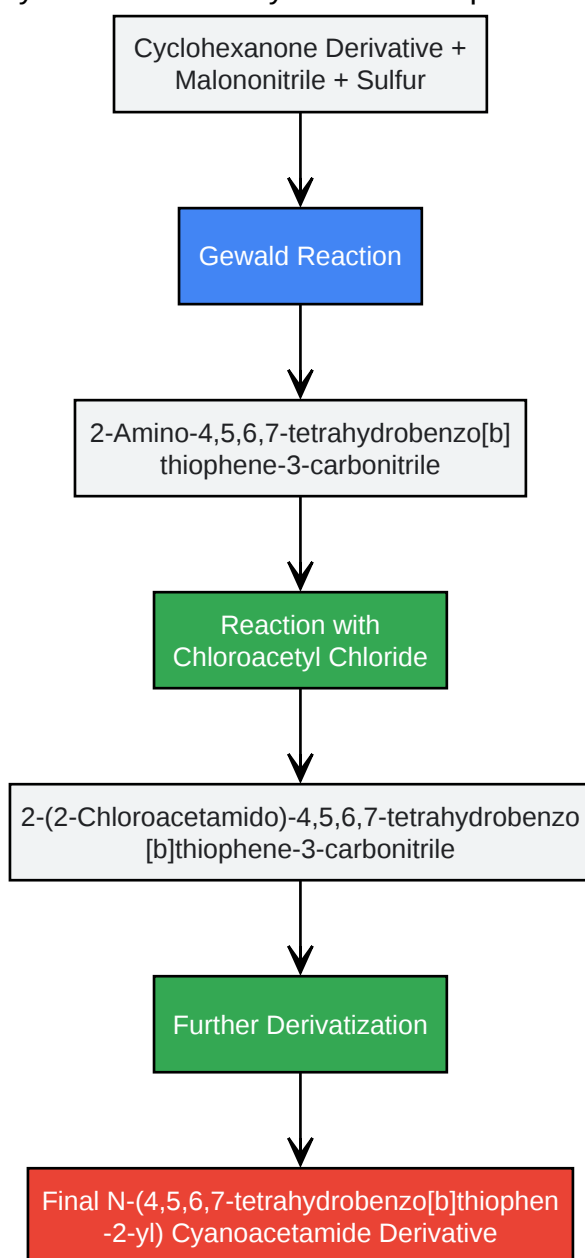 Cyclohexanone Derivative +
Malononitrile + Sulfur
Gewald Reaction
2-Amino-4,5,6,7-tetrahydrobenzo[b]
thiophene-3-carbonitrile
Reaction with
Chloroacetyl Chloride
2-(2-Chloroacetamido)-4,5,6,7-tetrahydrobenzo
[b]thiophene-3-carbonitrile
Further Derivatization
Final N-(4,5,6,7-tetrahydrobenzo[b]thiophen
-2-yl) Cyanoacetamide Derivative